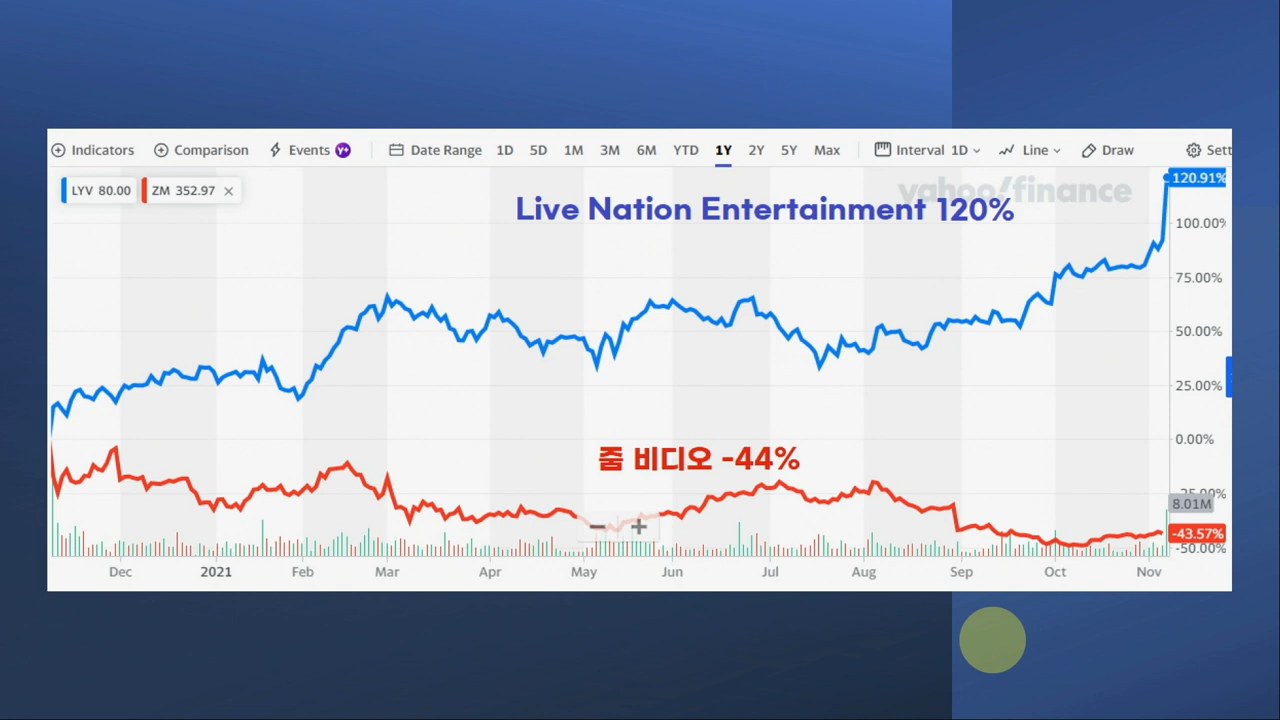 Indicators Comparison Events Y+ Date Range 1D 5D 1M 3M 6M YTD 1Y 2Y 5Y Max Interval 1D Line Draw Sett
LYV 80.00 ZM 352.97
yahoo!finance
120.91%
Live Nation Entertainment 120%
100.00%
75.00%
50.00%
25.00%
0.00%
줌 비디오 -44%
-25.00%
8.01M
-43.57%
-50.00%
Dec 2021 Feb Mar Apr May Jun Jul Aug Sep Oct Nov